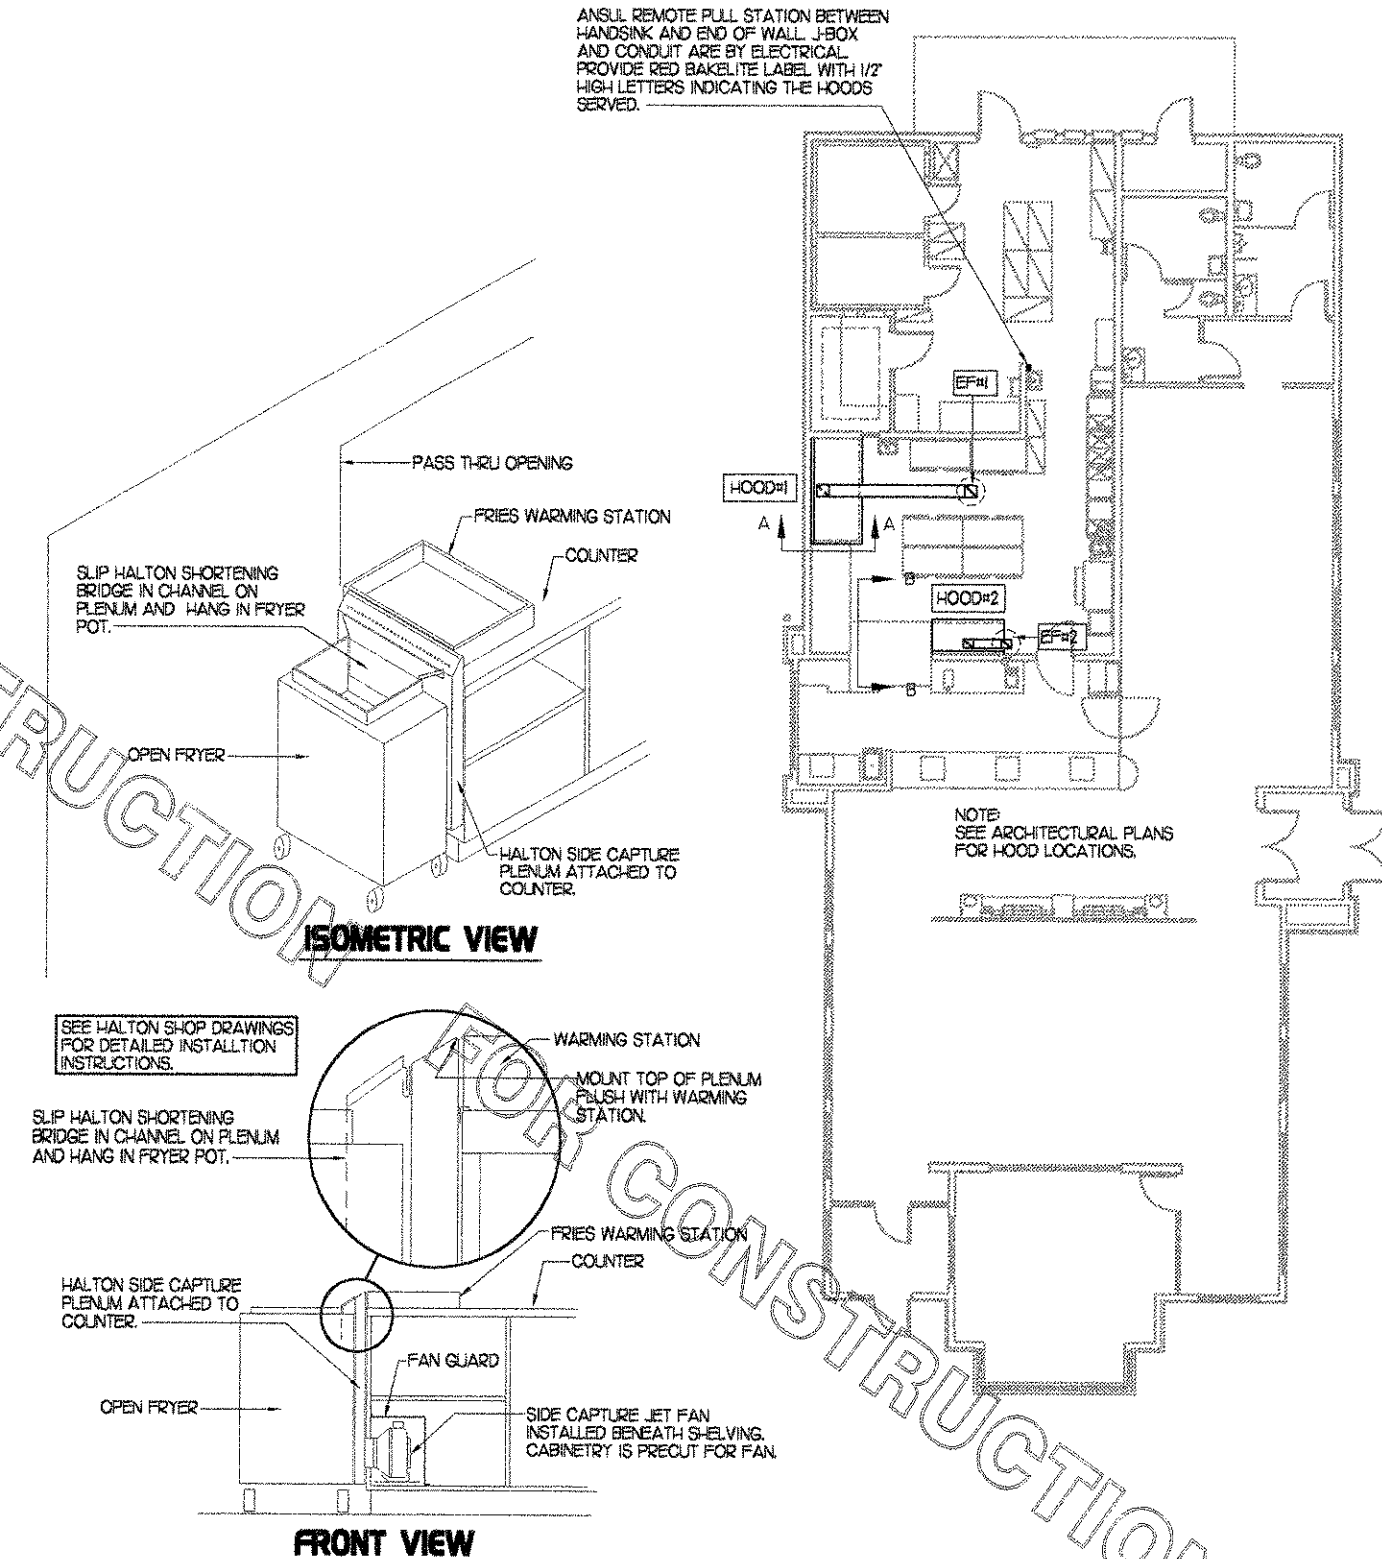 ANSUL REMOTE PULL STATION BETWEEN
HANDSINK AND END OF WALL. J-BOX
AND CONDUIT ARE BY ELECTRICAL.
PROVIDE RED BAKELITE LABEL WITH 1/2"
HIGH LETTERS INDICATING THE HOODS
SERVED.
EF#1
HOOD#1
A
A
B
HOOD#2
EF#2
B
NOTE:
SEE ARCHITECTURAL PLANS
FOR HOOD LOCATIONS.
PASS THRU OPENING
FRIES WARMING STATION
COUNTER
SLIP HALTON SHORTENING
BRIDGE IN CHANNEL ON
PLENUM AND HANG IN FRYER
POT.
OPEN FRYER
HALTON SIDE CAPTURE
PLENUM ATTACHED TO
COUNTER.
ISOMETRIC VIEW
SEE HALTON SHOP DRAWINGS
FOR DETAILED INSTALLTION
INSTRUCTIONS.
WARMING STATION
MOUNT TOP OF PLENUM
FLUSH WITH WARMING
STATION.
SLIP HALTON SHORTENING
BRIDGE IN CHANNEL ON PLENUM
AND HANG IN FRYER POT.
FRIES WARMING STATION
COUNTER
HALTON SIDE CAPTURE
PLENUM ATTACHED TO
COUNTER.
FAN GUARD
OPEN FRYER
SIDE CAPTURE JET FAN
INSTALLED BENEATH SHELVING.
CABINETRY IS PRECUT FOR FAN.
FRONT VIEW
TRUCTION
FOR CONSTRUCTION